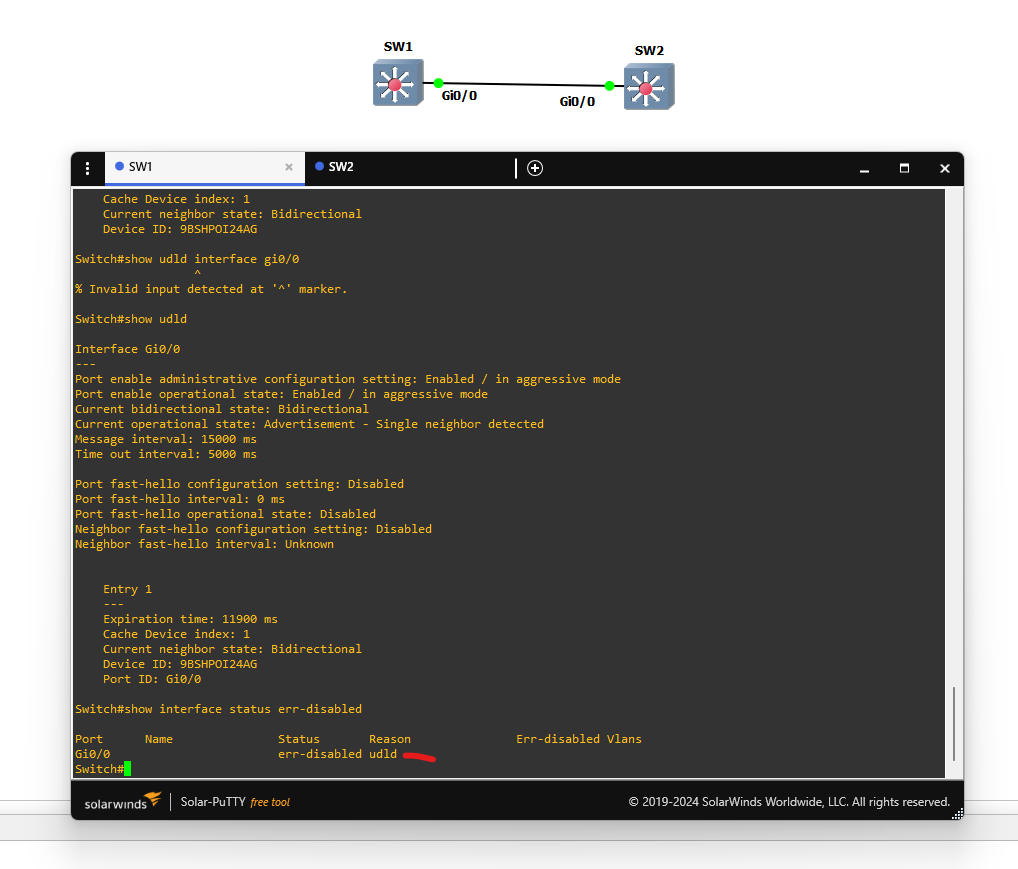 SW1
SW2
Gi0/0
Gi0/0
SW1
SW2
Cache Device index: 1
Current neighbor state: Bidirectional
Device ID: 9BSHPOI24AG
Switch#show udld interface gi0/0
^
% Invalid input detected at '^' marker.
Switch#show udld
Interface Gi0/0
---
Port enable administrative configuration setting: Enabled / in aggressive mode
Port enable operational state: Enabled / in aggressive mode
Current bidirectional state: Bidirectional
Current operational state: Advertisement - Single neighbor detected
Message interval: 15000 ms
Time out interval: 5000 ms
Port fast-hello configuration setting: Disabled
Port fast-hello interval: 0 ms
Port fast-hello operational state: Disabled
Neighbor fast-hello configuration setting: Disabled
Neighbor fast-hello interval: Unknown
Entry 1
---
Expiration time: 11900 ms
Cache Device index: 1
Current neighbor state: Bidirectional
Device ID: 9BSHPOI24AG
Port ID: Gi0/0
Switch#show interface status err-disabled
Port Name Status Reason Err-disabled Vlans
Gi0/0 err-disabled udld
Switch#
solarwinds | Solar-PuTTY free tool © 2019-2024 SolarWinds Worldwide, LLC. All rights reserved.